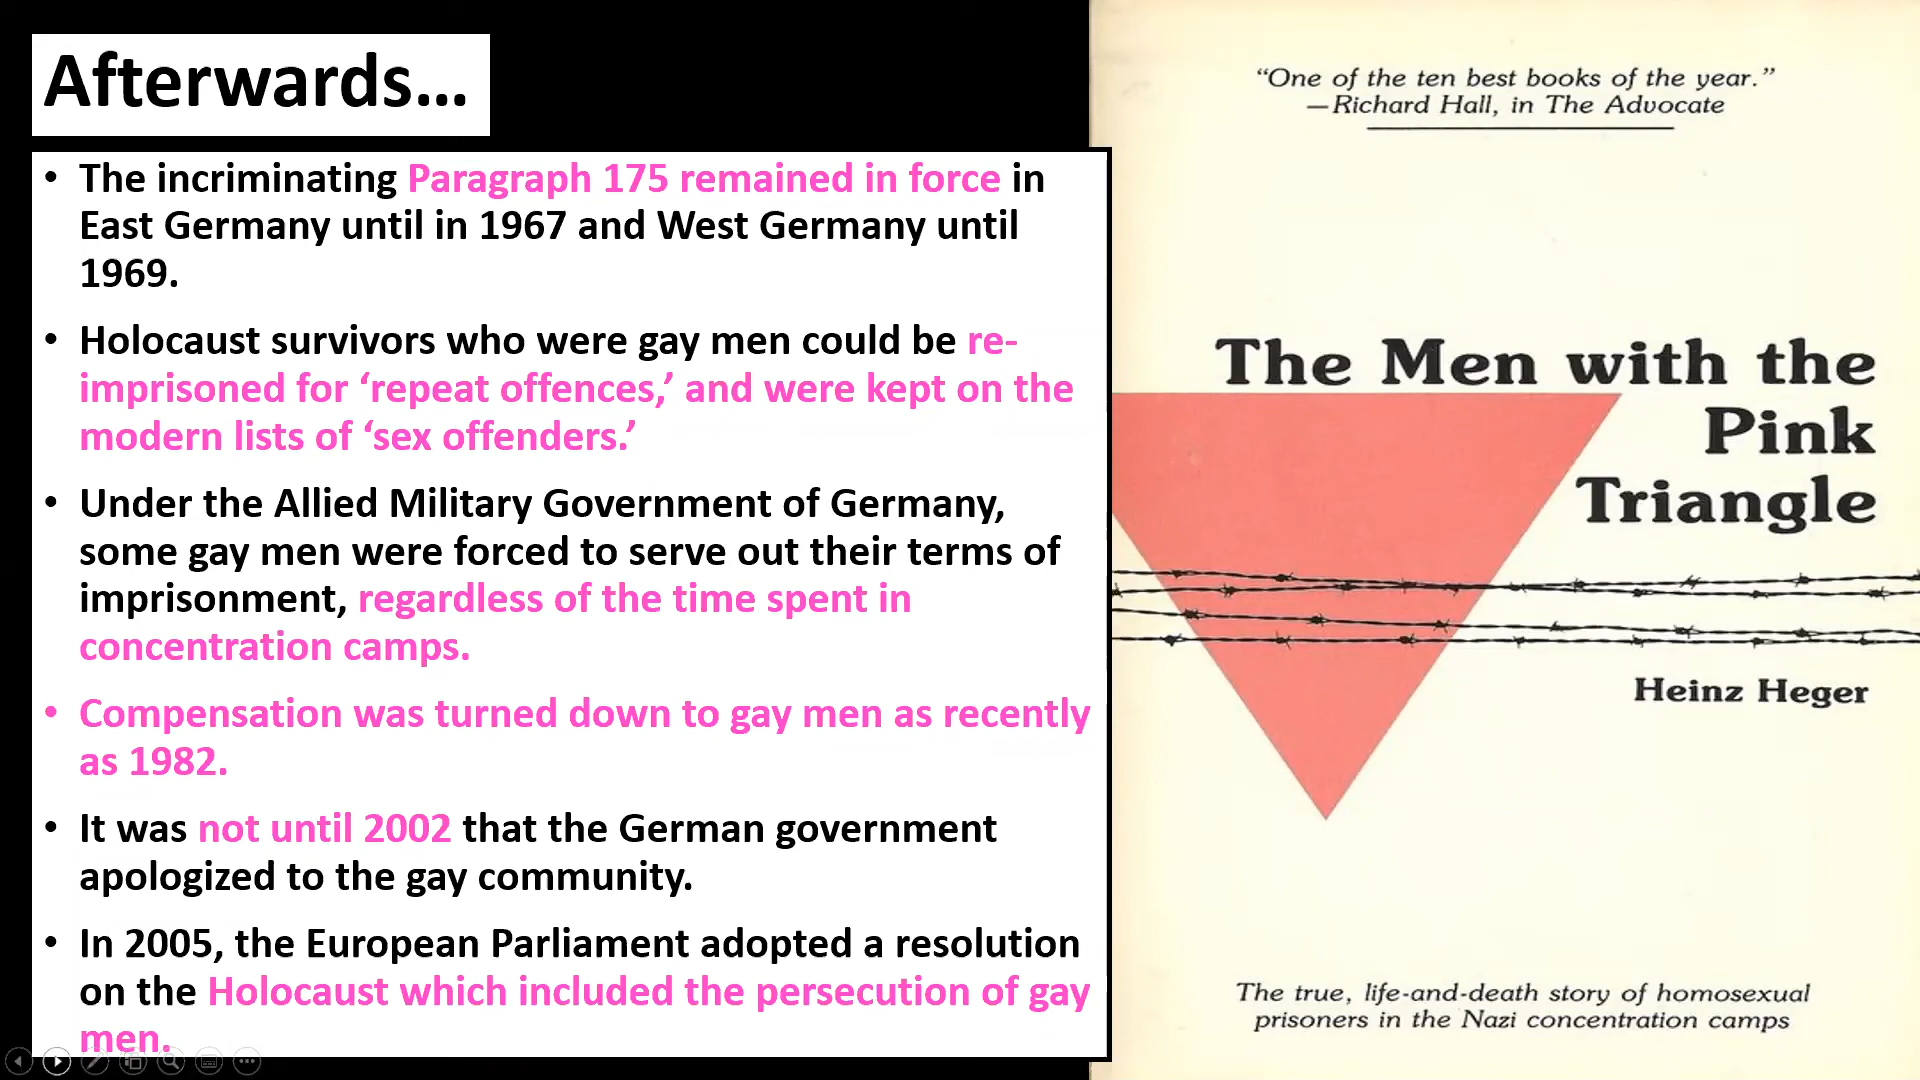 Afterwards...
• The incriminating Paragraph 175 remained in force in
East Germany until in 1967 and West Germany until
1969.
• Holocaust survivors who were gay men could be re-
imprisoned for ‘repeat offences,’ and were kept on the
modern lists of ‘sex offenders.’
• Under the Allied Military Government of Germany,
some gay men were forced to serve out their terms of
imprisonment, regardless of the time spent in
concentration camps.
• Compensation was turned down to gay men as recently
as 1982.
• It was not until 2002 that the German government
apologized to the gay community.
• In 2005, the European Parliament adopted a resolution
on the Holocaust which included the persecution of gay
men.
“One of the ten best books of the year.”
—Richard Hall, in The Advocate
The Men with the
Pink
Triangle
Heinz Heger
The true, life-and-death story of homosexual
prisoners in the Nazi concentration camps